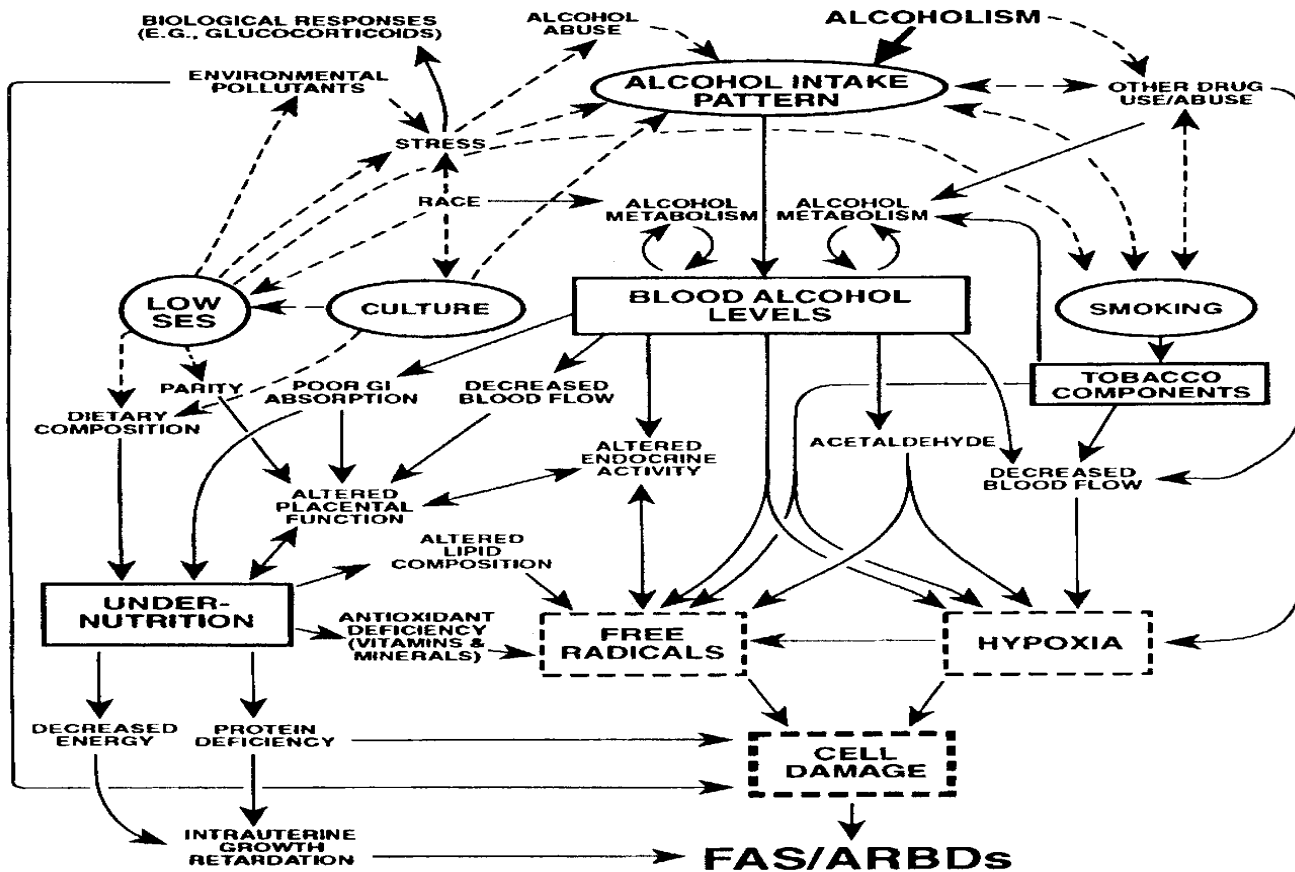 BIOLOGICAL RESPONSES
(E.G., GLUCOCORTICOIDS)
ALCOHOL
ABUSE
ALCOHOLISM
ENVIRONMENTAL
POLLUTANTS
ALCOHOL INTAKE
PATTERN
OTHER DRUG
USE/ABUSE
STRESS
RACE
ALCOHOL
METABOLISM
ALCOHOL
METABOLISM
LOW
SES
CULTURE
BLOOD ALCOHOL
LEVELS
SMOKING
PARITY
POOR GI
ABSORPTION
DECREASED
BLOOD FLOW
TOBACCO
COMPONENTS
DIETARY
COMPOSITION
ALTERED
ENDOCRINE
ACTIVITY
ACETALDEHYDE
DECREASED
BLOOD FLOW
ALTERED
PLACENTAL
FUNCTION
ALTERED
LIPID
COMPOSITION
UNDER-
NUTRITION
ANTIOXIDANT
DEFICIENCY
(VITAMINS &
MINERALS)
FREE
RADICALS
HYPOXIA
DECREASED
ENERGY
PROTEIN
DEFICIENCY
CELL
DAMAGE
INTRAUTERINE
GROWTH
RETARDATION
FAS/ARBDs